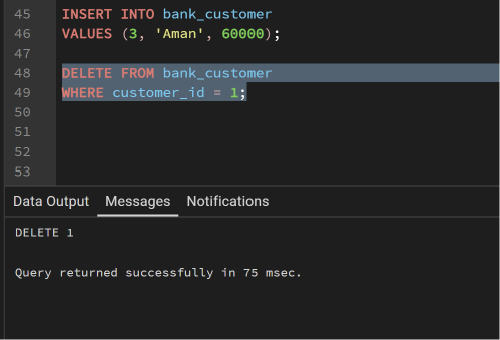 45 INSERT INTO bank_customer
46 VALUES (3, 'Aman', 60000);
47
48 DELETE FROM bank_customer
49 WHERE customer_id = 1;
50
51
52
53
Data Output Messages Notifications
DELETE 1
Query returned successfully in 75 msec.